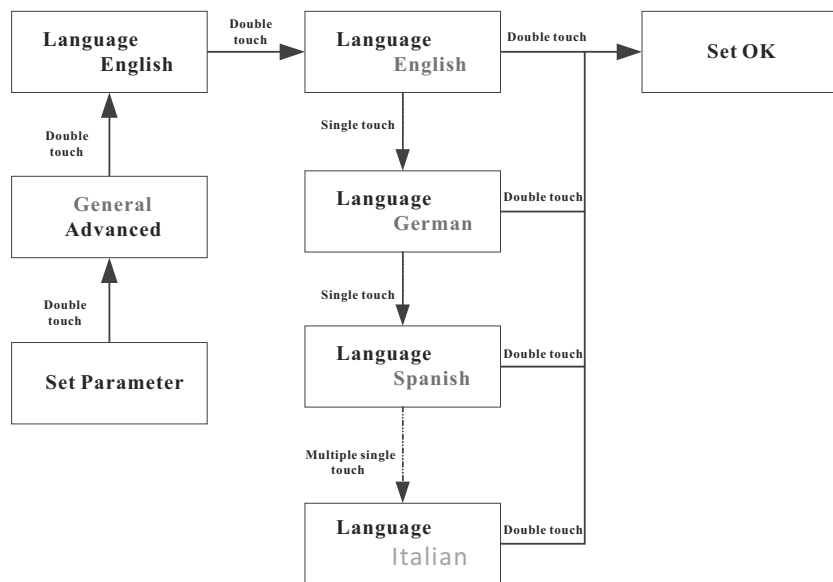 Language
English
Double
touch
Language
English
Double touch
Set OK
Double
touch
Single touch
General
Advanced
Language
German
Double touch
Double
touch
Single touch
Set Parameter
Language
Spanish
Double touch
Multiple single
touch
Language
Italian
Double touch